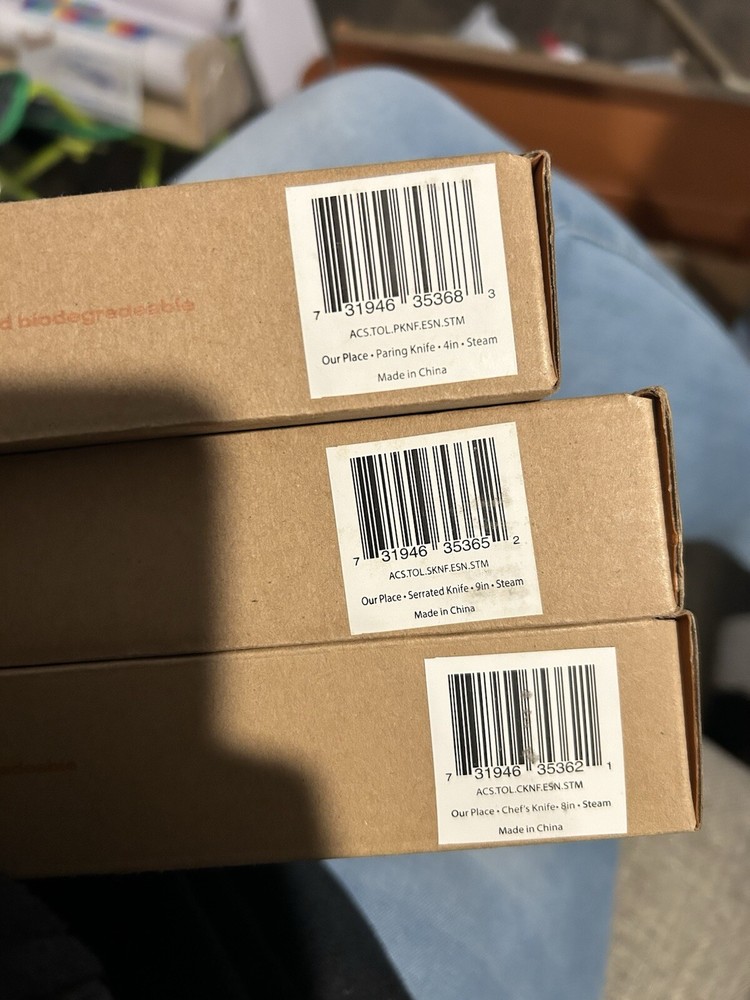 d biodegradeable
7 31946 35368 3
ACS.TOL.PKNF.ESN.STM
Our Place • Paring Knife • 4in • Steam
Made in China
7 31946 35365 2
ACS.TOL.SKNF.ESN.STM
Our Place • Serrated Knife • 9in • Steam
Made in China
7 31946 35362 1
ACS.TOL.CKNF.ESN.STM
Our Place • Chef's Knife• 8in • Steam
Made in China